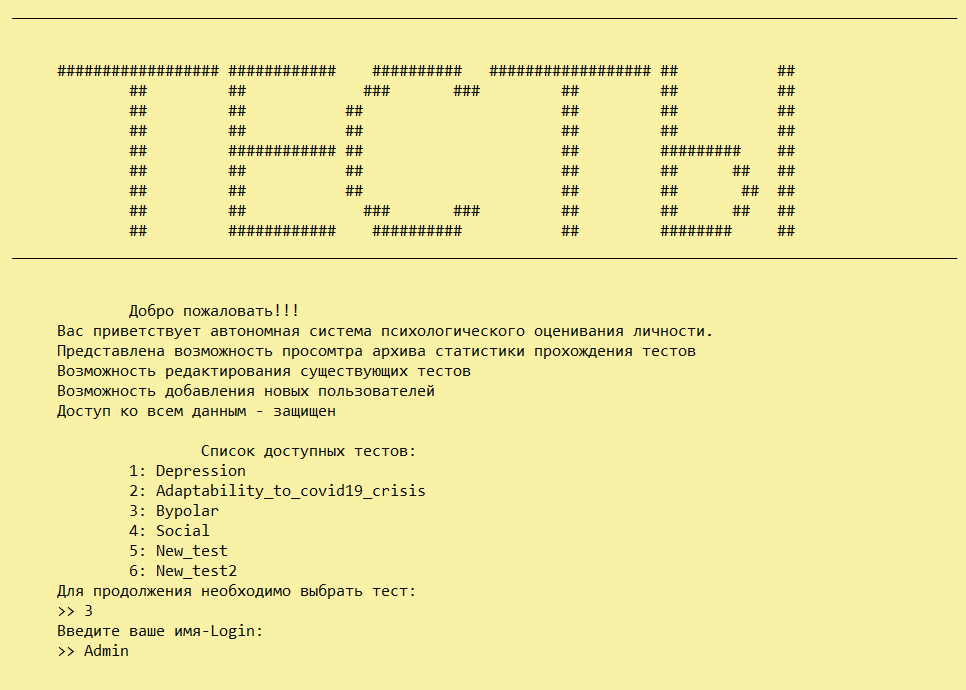 ТЕСТЫ
Добро пожаловать!!!
Вас приветствует автономная система психологического оценивания личности.
Представлена возможность просомтра архива статистики прохождения тестов
Возможность редактирования существующих тестов
Возможность добавления новых пользователей
Доступ ко всем данным - защищен
Список доступных тестов:
1: Depression
2: Adaptability_to_covid19_crisis
3: Bypolar
4: Social
5: New_test
6: New_test2
Для продолжения необходимо выбрать тест:
>> 3
Введите ваше имя-Login:
>> Admin